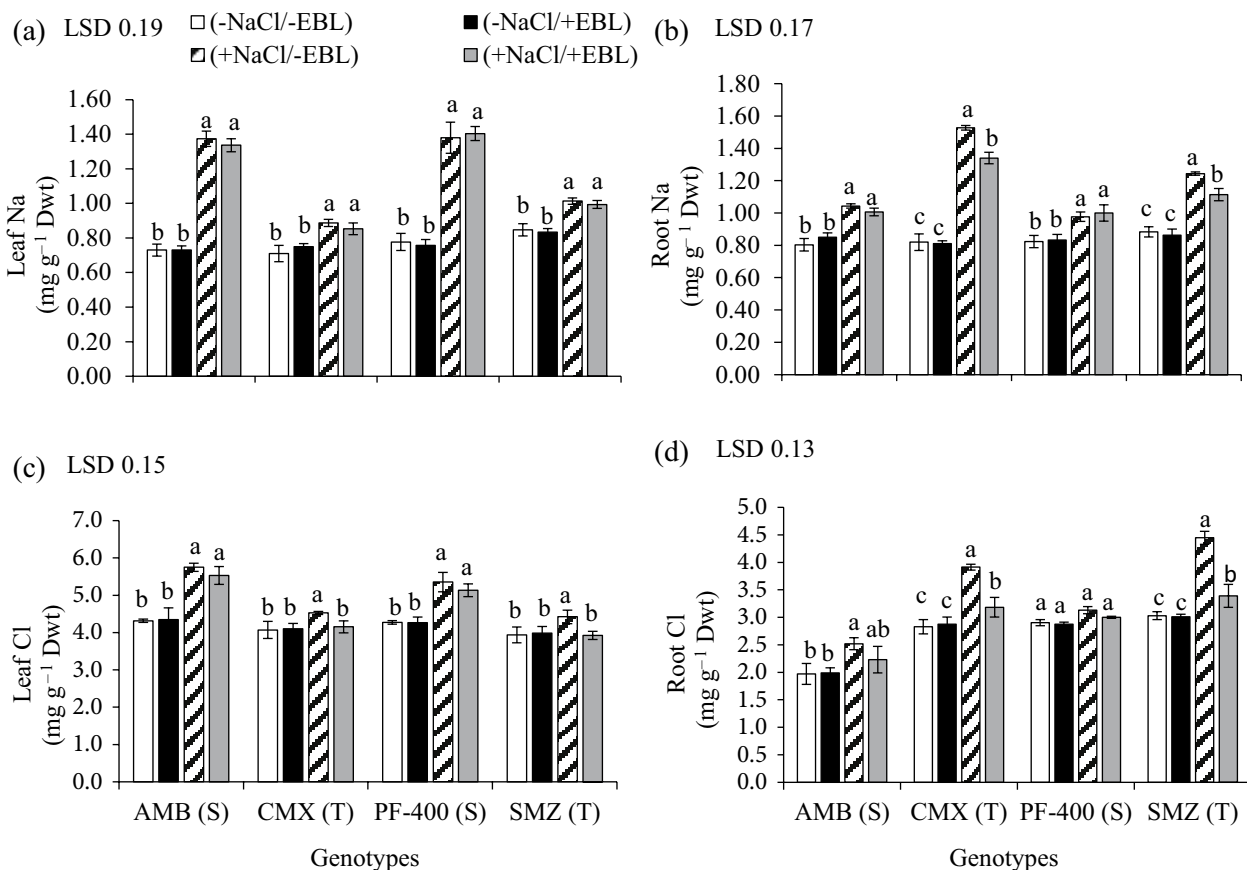 (a) LSD 0.19
(-NaCl/-EBL)
(-NaCl/+EBL)
(+NaCl/-EBL)
(+NaCl/+EBL)
Leaf Na
(mg g⁻¹ Dwt)
1.60
1.40
1.20
1.00
0.80
0.60
0.40
0.20
0.00
b b a a
b b a a
b b a a
b b a a
(b) LSD 0.17
Root Na
(mg g⁻¹ Dwt)
1.80
1.60
1.40
1.20
1.00
0.80
0.60
0.40
0.20
0.00
b b a a
c c a b
b b a a
c c a b
(c) LSD 0.15
Leaf Cl
(mg g⁻¹ Dwt)
7.0
6.0
5.0
4.0
3.0
2.0
1.0
0.0
b b a a
b b a b
b b a a
b b a b
AMB (S) CMX (T) PF-400 (S) SMZ (T)
Genotypes
(d) LSD 0.13
Root Cl
(mg g⁻¹ Dwt)
5.0
4.5
4.0
3.5
3.0
2.5
2.0
1.5
1.0
0.5
0.0
b b a ab
c c a b
a a a a
c c a b
AMB (S) CMX (T) PF-400 (S) SMZ (T)
Genotypes